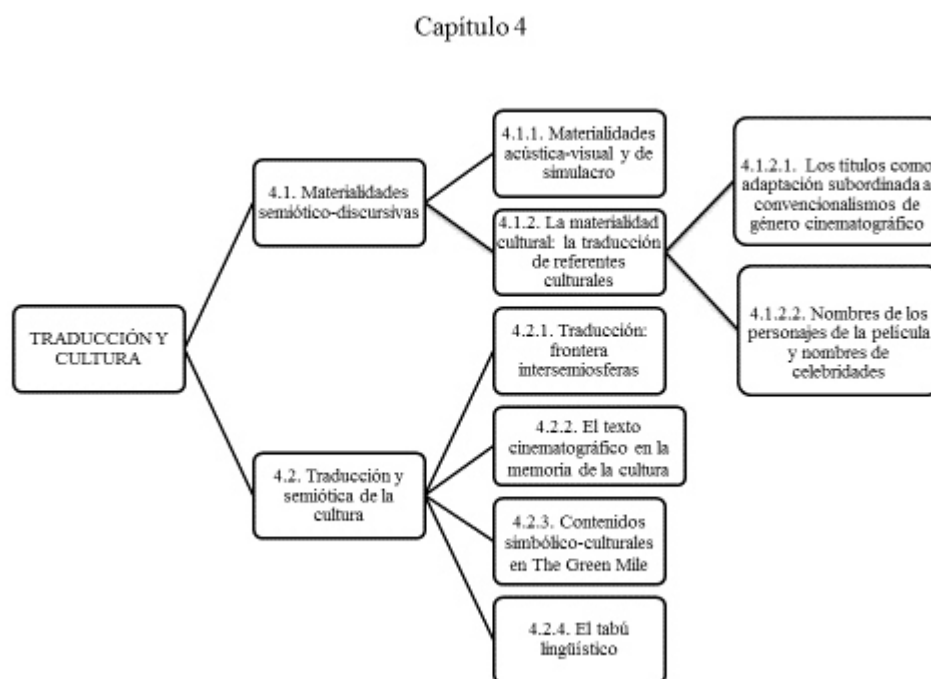 Capítulo 4
TRADUCCIÓN Y
CULTURA
4.1. Materialidades
semiótico-discursivas
4.1.1. Materialidades
acústica-visual y de
simulacro
4.1.2. La materialidad
cultural: la traducción
de referentes
culturales
4.1.2.1. Los títulos como
adaptación subordinada a
convencionalismos de
género cinematográfico
4.1.2.2. Nombres de los
personajes de la película
y nombres de
celebridades
4.2. Traducción y
semiótica de la
cultura
4.2.1. Traducción:
frontera
intersemiosferas
4.2.2. El texto
cinematográfico en la
memoria de la cultura
4.2.3. Contenidos
simbólico-culturales
en The Green Mile
4.2.4. El tabú
lingüístico